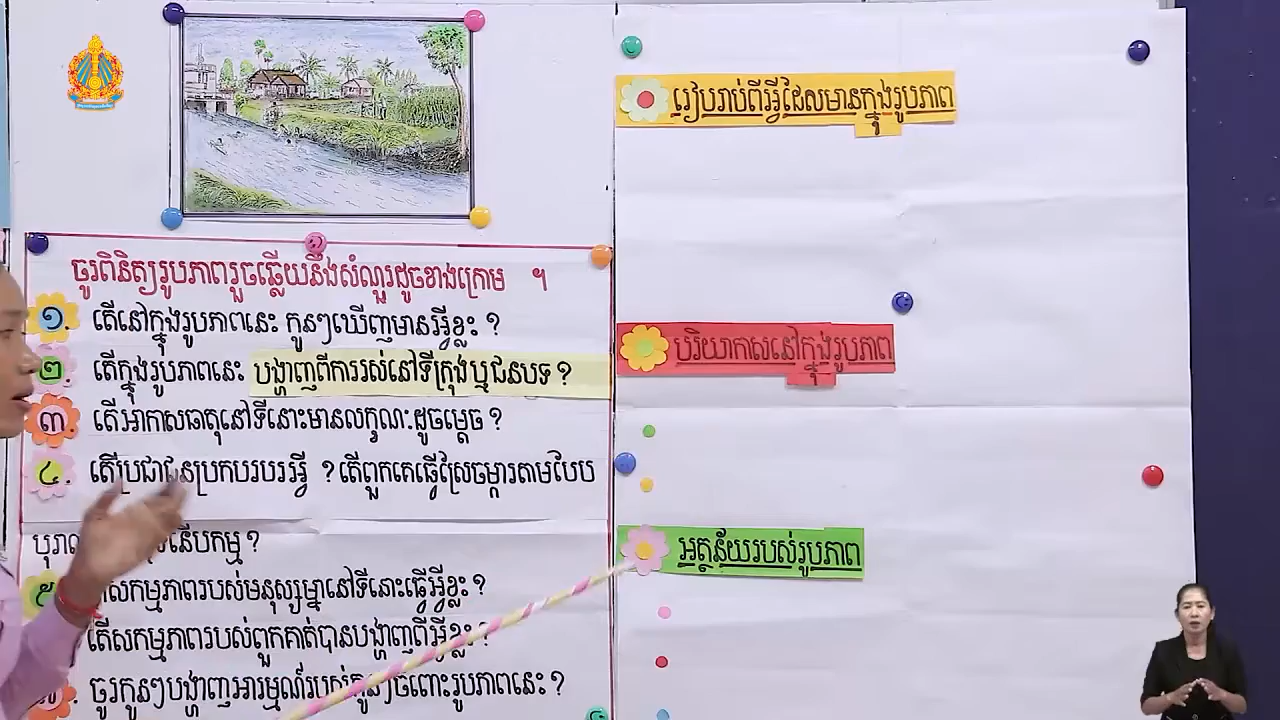 ចូរពិនិត្យរូបភាពរួចឆ្លើយនឹងសំណួរដូចខាងក្រោម ។
១. តើនៅក្នុងរូបភាពនេះ កូនៗឃើញមានអ្វីខ្លះ ?
២. តើក្នុងរូបភាពនេះ បង្ហាញពីការរស់នៅទីក្រុងឬជនបទ ?
៣. តើអាកាសធាតុនៅទីនោះមានលក្ខណៈដូចម្ដេច ?
៤. តើប្រជាជនប្រកបរបរអ្វី ? តើពួកគេធ្វើស្រែចម្ការតាមបែប
បុរាណ ទំនើបកម្ម ?
៥ សកម្មភាពរបស់មនុស្សម្នានៅទីនោះធ្វើអ្វីខ្លះ ?
តើសកម្មភាពរបស់ពួកគាត់បានបង្ហាញពីអ្វីខ្លះ ?
ចូរកូនៗបង្ហាញអារម្មណ៍របស់កូនៗចំពោះរូបភាពនេះ ?
រៀបរាប់ពីអ្វីដែលមានក្នុងរូបភាព
បរិយាកាសនៅក្នុងរូបភាព
អត្ថន័យរបស់រូបភាព